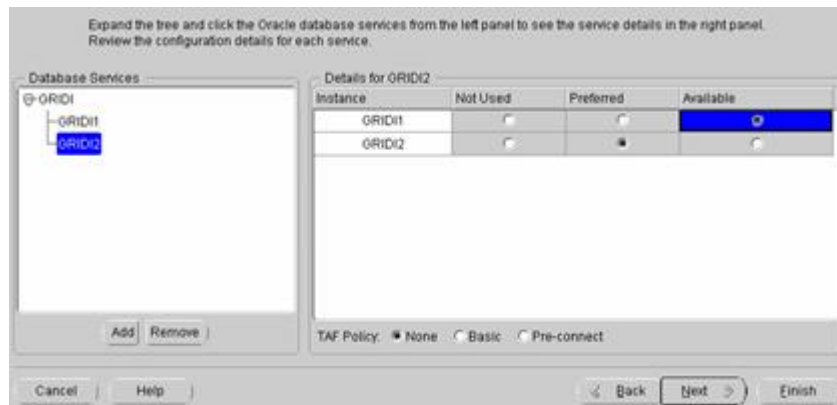 Expand the tree and click the Oracle database services from the left panel to see the service details in the right panel.
Review the configuration details for each service.
Database Services
GRIDI
GRIDI1
GRIDI2
Add
Remove
Details for GRIDI2
Instance Not Used Preferred Available
GRIDI1
GRIDI2
TAF Policy: None Basic Pre-connect
Cancel Help Back Next Finish